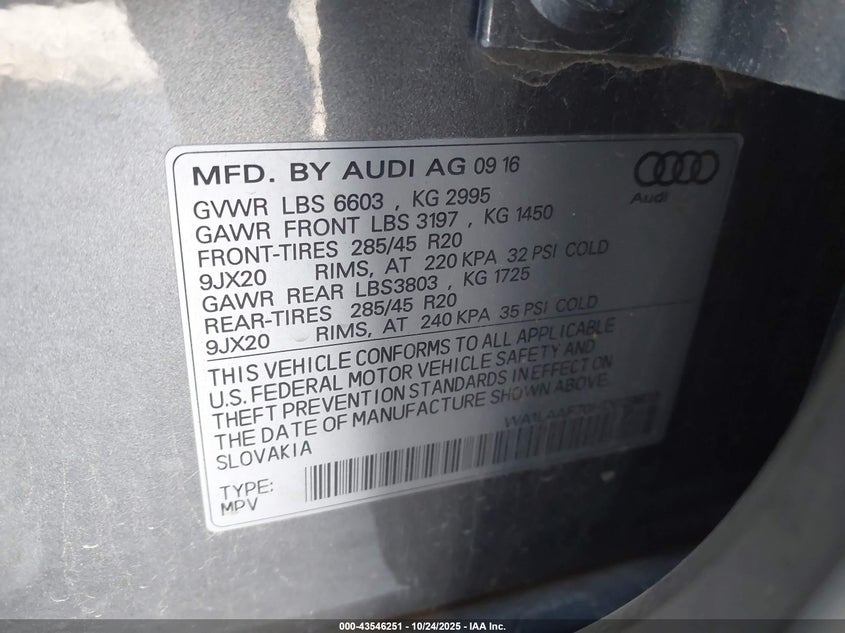 MFD. BY AUDI AG 09 16
Audi
GVWR LBS 6603 , KG 2995
GAWR FRONT LBS 3197 , KG 1450
FRONT-TIRES 285/45 R20
9JX20 RIMS, AT 220 KPA 32 PSI COLD
GAWR REAR LBS3803 , KG 1725
REAR-TIRES 285/45 R20
9JX20 RIMS, AT 240 KPA 35 PSI COLD
THIS VEHICLE CONFORMS TO ALL APPLICABLE
U.S. FEDERAL MOTOR VEHICLE SAFETY AND
THEFT PREVENTION STANDARDS IN EFFECT ON
THE DATE OF MANUFACTURE SHOWN ABOVE.
SLOVAKIA
TYPE:
MPV
000-43546251 | 10/24/2025 | IAA Inc.